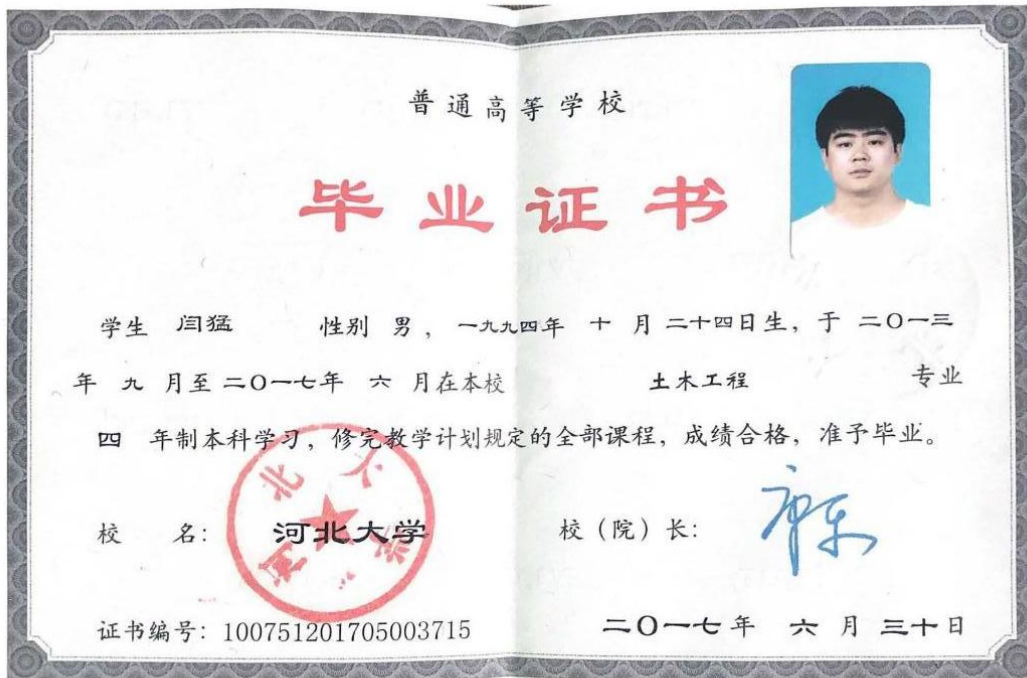 普通高等学校
毕业证书
学生 闫猛 性别 男，一九九四年 十 月 二十四日生，于 二〇一三
年 九 月至 二〇一七年 六 月在本校 土木工程 专业
四 年制本科学习，修完教学计划规定的全部课程，成绩合格，准予毕业。
校 名： 河北大学
河北大学
校（院）长：
证书编号：100751201705003715
二〇一七年 六 月 三十日